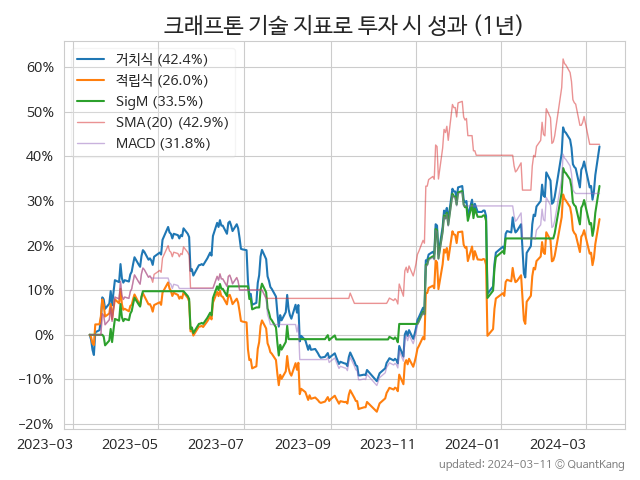 크래프톤 기술 지표로 투자 시 성과 (1년)
거치식 (42.4%)
적립식 (26.0%)
SigM (33.5%)
SMA(20) (42.9%)
MACD (31.8%)
60%
50%
40%
30%
20%
10%
0%
−10%
−20%
2023-03
2023-05
2023-07
2023-09
2023-11
2024-01
2024-03
updated: 2024-03-11 © QuantKang